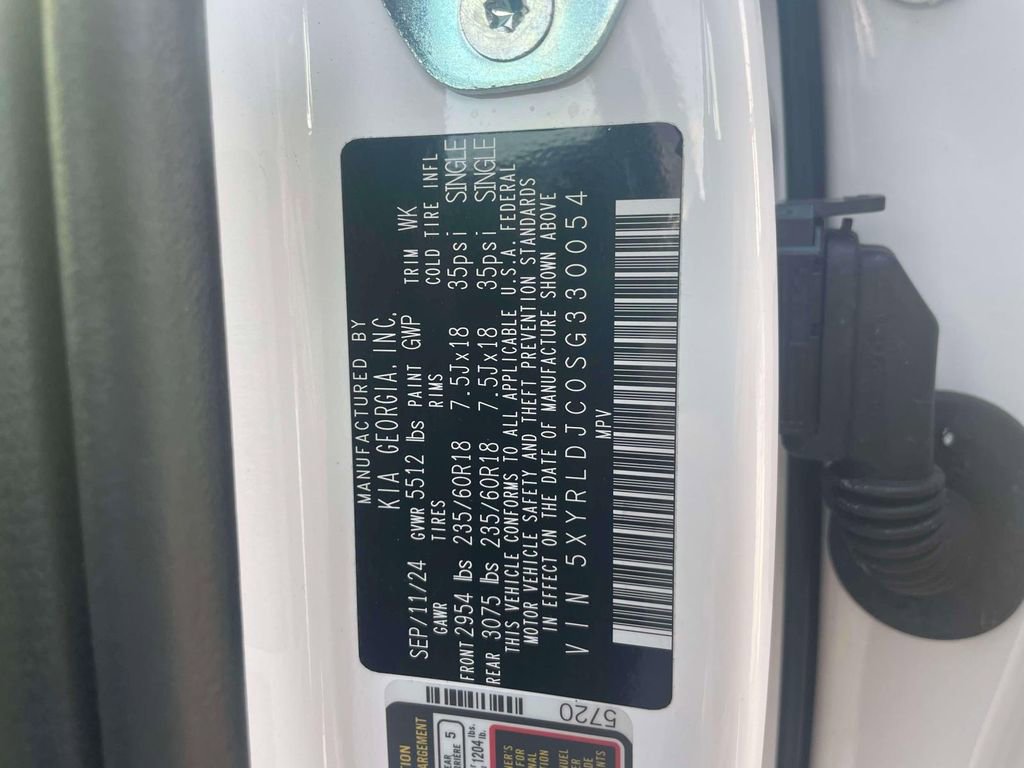 MANUFACTURED BY
KIA GEORGIA, INC.
SEP/11/24 GVWR 5512 lbs PAINT GWP TRIM WK
GAWR TIRES RIMS COLD TIRE INFL
FRONT 2954 lbs 235/60R18 7.5Jx18 35psi SINGLE
REAR 3075 lbs 235/60R18 7.5Jx18 35psi SINGLE
THIS VEHICLE CONFORMS TO ALL APPLICABLE U.S.A. FEDERAL
MOTOR VEHICLE SAFETY AND THEFT PREVENTION STANDARDS
IN EFFECT ON THE DATE OF MANUFACTURE SHOWN ABOVE
VIN 5XYRLDJC0SG330054
MPV
5720
5
1204 lb.